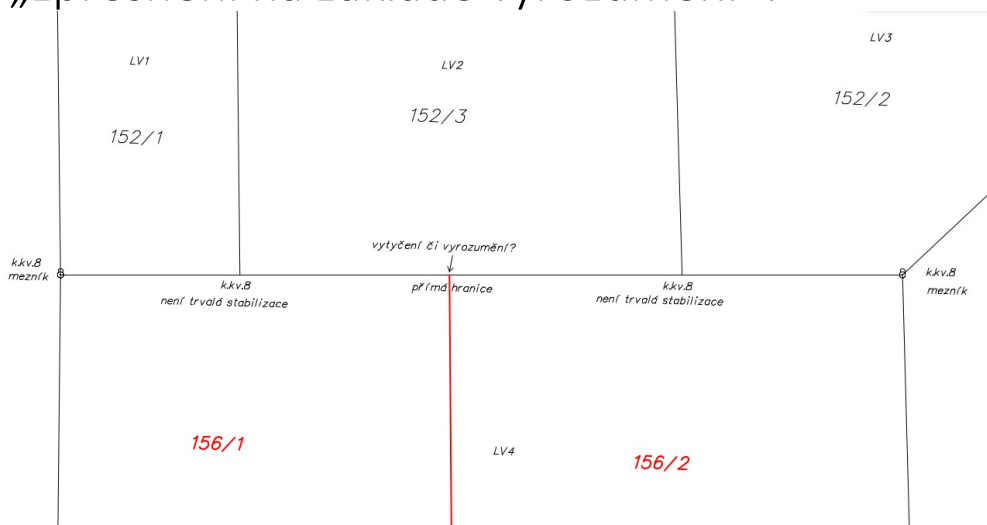 LV1
LV2
LV3
152/1
152/3
152/2
vytyčení či vyrozumění?
k.kv.8
mezník
k.kv.8
není trvalá stabilizace
přímá hranice
k.kv.8
není trvalá stabilizace
k.kv.8
mezník
156/1
LV4
156/2